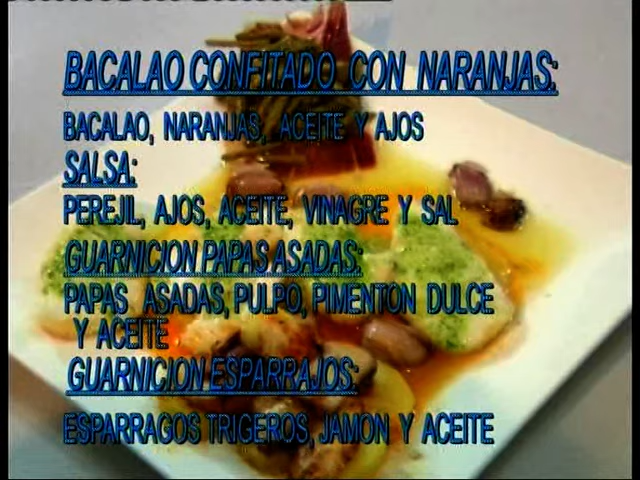 BACALAO CONFITADO CON NARANJAS:
BACALAO, NARANJAS, ACEITE Y AJOS
SALSA:
PEREJIL, AJOS, ACEITE, VINAGRE Y SAL
GUARNICION PAPAS ASADAS:
PAPAS ASADAS, PULPO, PIMENTON DULCE
Y ACEITE
GUARNICION ESPARRAJOS:
ESPARRAGOS TRIGEROS, JAMON Y ACEITE